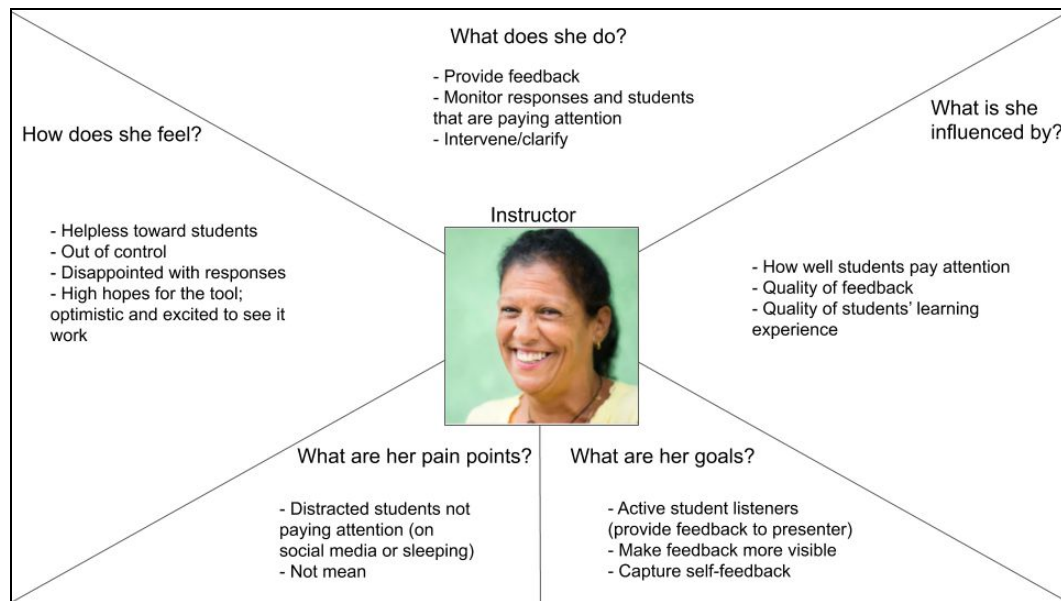 What does she do?
- Provide feedback
- Monitor responses and students
that are paying attention
- Intervene/clarify
How does she feel?
- Helpless toward students
- Out of control
- Disappointed with responses
- High hopes for the tool;
optimistic and excited to see it
work
Instructor
What is she
influenced by?
- How well students pay attention
- Quality of feedback
- Quality of students’ learning
experience
What are her pain points?
- Distracted students not
paying attention (on
social media or sleeping)
- Not mean
What are her goals?
- Active student listeners
(provide feedback to presenter)
- Make feedback more visible
- Capture self-feedback